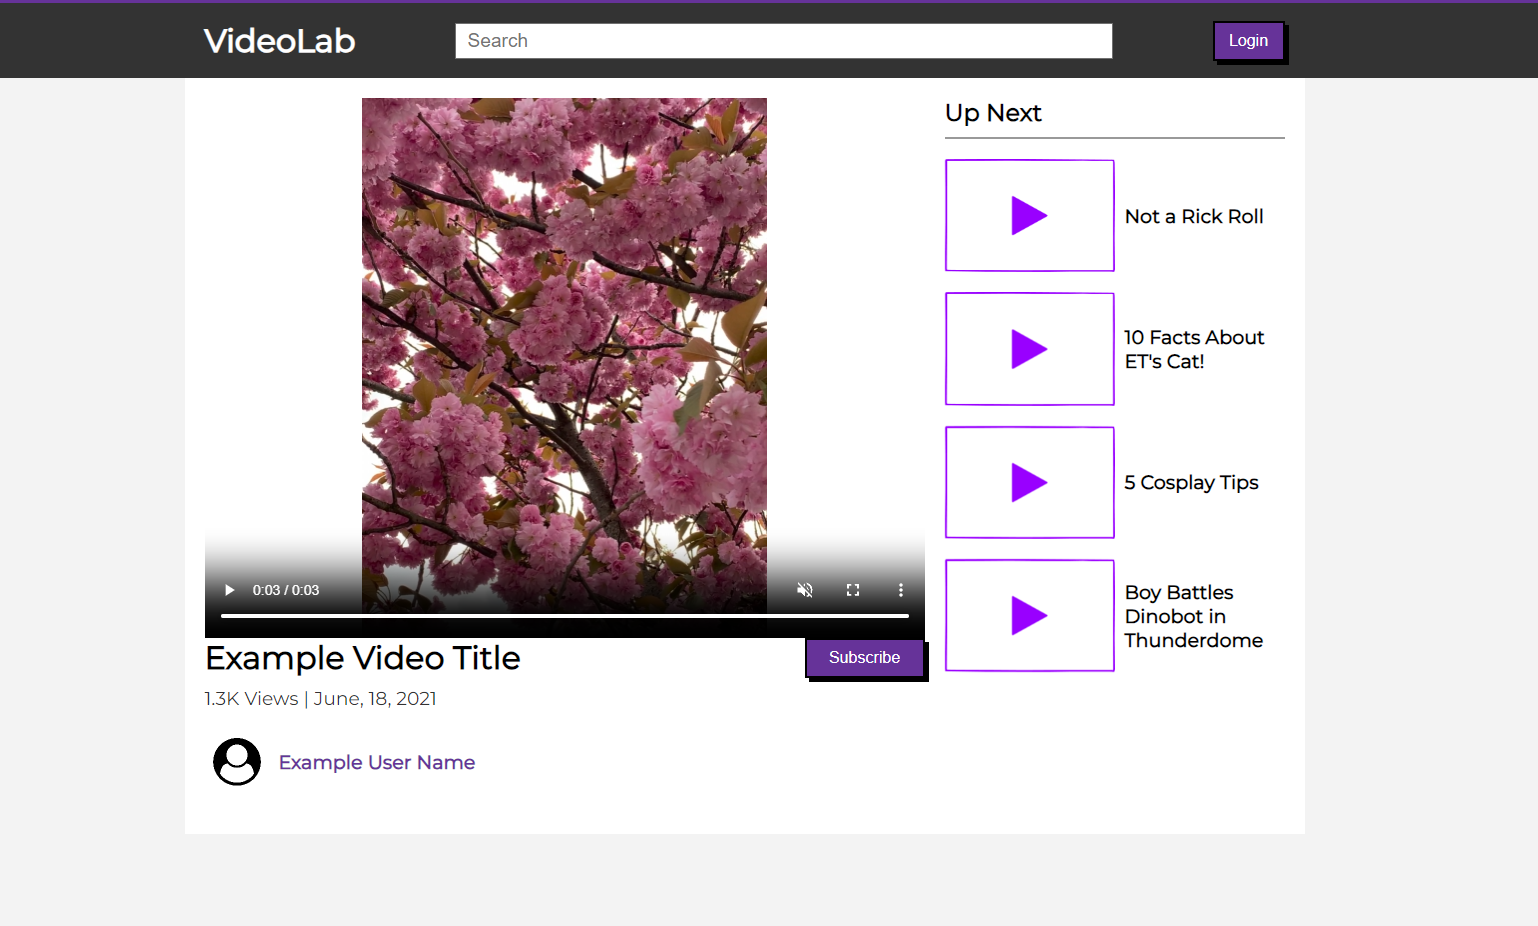 VideoLab
Search
Login
Up Next
Not a Rick Roll
10 Facts About
ET's Cat!
5 Cosplay Tips
Boy Battles
Dinobot in
Thunderdome
0:03 / 0:03
Example Video Title
Subscribe
1.3K Views | June, 18, 2021
Example User Name